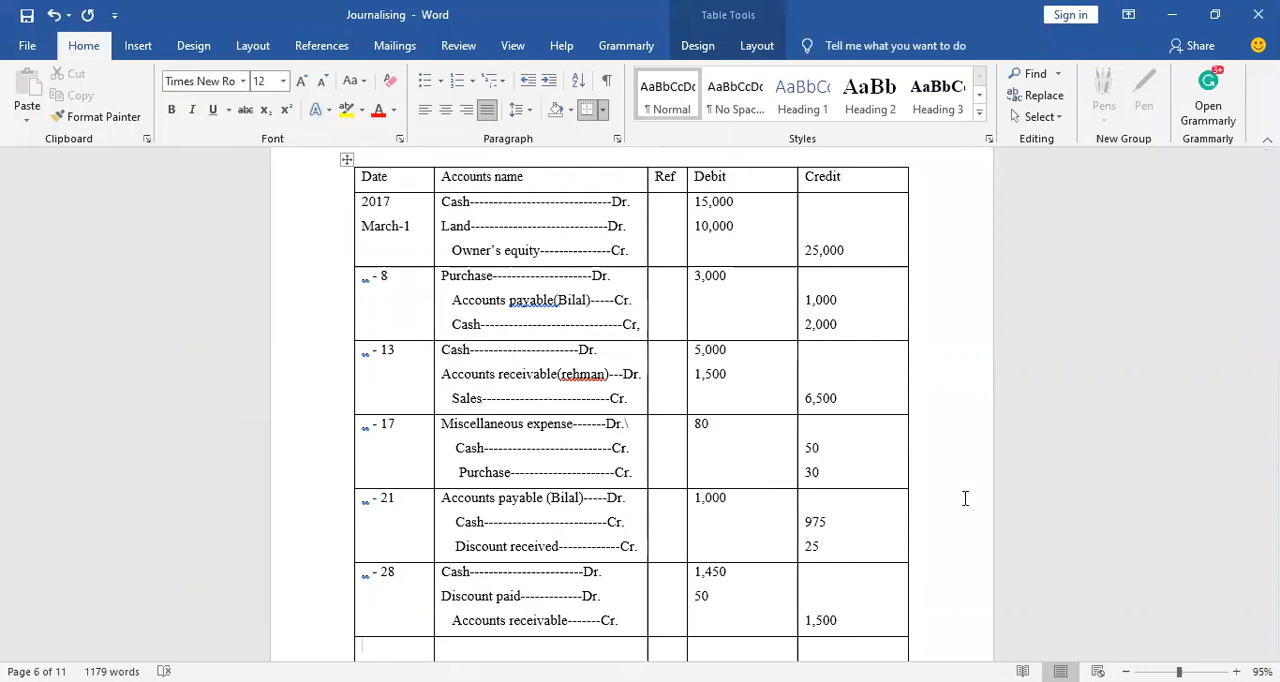 Journalising - Word
Table Tools
Sign in
File Home Insert Design Layout References Mailings Review View Help Grammarly Design Layout Tell me what you want to do Share
Paste
Cut
Copy
Format Painter
Clipboard
Times New Ro 12 Aa
B I U abc X₂ X² A
Font
Paragraph
AaBbCcDc AaBbCcDc AaBbC AaBb AaBbC
¶ Normal ¶ No Spac... Heading 1 Heading 2 Heading 3
Styles
Find
Replace
Select
Editing
Pens Pen
New Group
3+
Open
Grammarly
Grammarly
Date Accounts name Ref Debit Credit
2017 Cash------------------------------Dr. 15,000
March-1 Land-----------------------------Dr. 10,000
Owner’s equity---------------Cr. 25,000
“ - 8 Purchase---------------------Dr. 3,000
Accounts payable(Bilal)-----Cr. 1,000
Cash------------------------------Cr, 2,000
“ - 13 Cash-----------------------Dr. 5,000
Accounts receivable(rehman)---Dr. 1,500
Sales---------------------------Cr. 6,500
“ - 17 Miscellaneous expense-------Dr.\ 80
Cash---------------------------Cr. 50
Purchase---------------------Cr. 30
“ - 21 Accounts payable (Bilal)-----Dr. 1,000
Cash--------------------------Cr. 975
Discount received-------------Cr. 25
“ - 28 Cash------------------------Dr. 1,450
Discount paid-------------Dr. 50
Accounts receivable-------Cr. 1,500
Page 6 of 11 1179 words 95%